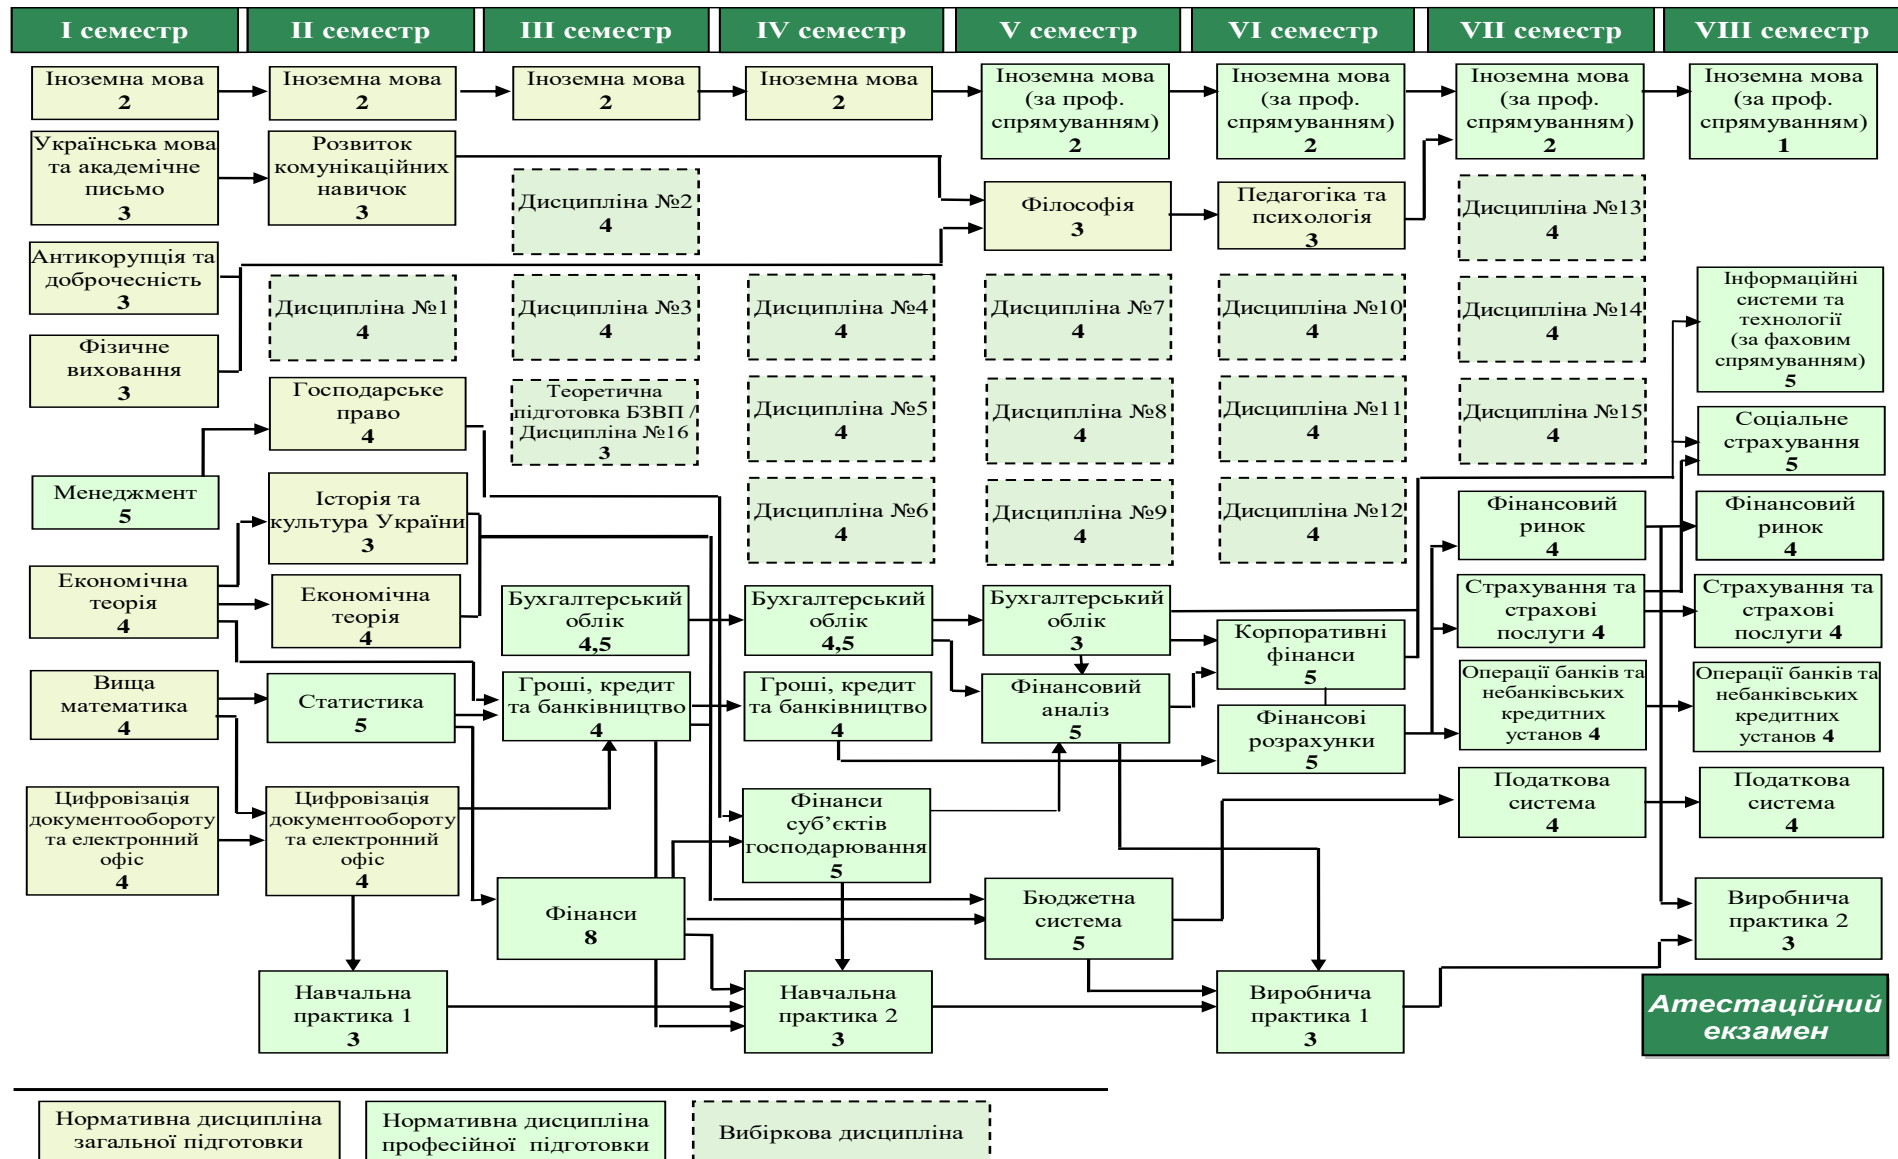 I семестр
II семестр
III семестр
IV семестр
V семестр
VI семестр
VII семестр
VIII семестр
Іноземна мова
2
Українська мова
та академічне
письмо
3
Антикорупція та
доброчесність
3
Фізичне
виховання
3
Менеджмент
5
Економічна
теорія
4
Вища
математика
4
Цифровізація
документообороту
та електронний
офіс
4
Іноземна мова
2
Розвиток
комунікаційних
навичок
3
Дисципліна №1
4
Господарське
право
4
Історія та
культура України
3
Економічна
теорія
4
Статистика
5
Цифровізація
документообороту
та електронний
офіс
4
Навчальна
практика 1
3
Іноземна мова
2
Дисципліна №2
4
Дисципліна №3
4
Теоретична
підготовка БЗВП /
Дисципліна №16
3
Бухгалтерський
облік
4,5
Гроші, кредит
та банківництво
4
Фінанси
8
Іноземна мова
2
Дисципліна №4
4
Дисципліна №5
4
Дисципліна №6
4
Бухгалтерський
облік
4,5
Гроші, кредит
та банківництво
4
Фінанси
суб’єктів
господарювання
5
Навчальна
практика 2
3
Іноземна мова
(за проф.
спрямуванням)
2
Філософія
3
Дисципліна №7
4
Дисципліна №8
4
Дисципліна №9
4
Бухгалтерський
облік
3
Фінансовий
аналіз
5
Бюджетна
система
5
Іноземна мова
(за проф.
спрямуванням)
2
Педагогіка та
психологія
3
Дисципліна №10
4
Дисципліна №11
4
Дисципліна №12
4
Корпоративні
фінанси
5
Фінансові
розрахунки
5
Виробнича
практика 1
3
Іноземна мова
(за проф.
спрямуванням)
2
Дисципліна №13
4
Дисципліна №14
4
Дисципліна №15
4
Фінансовий
ринок
4
Страхування та
страхові
послуги 4
Операції банків та
небанківських
кредитних
установ 4
Податкова
система
4
Іноземна мова
(за проф.
спрямуванням)
1
Інформаційні
системи та
технології
(за фаховим
спрямуванням)
5
Соціальне
страхування
5
Фінансовий
ринок
4
Страхування та
страхові
послуги 4
Операції банків та
небанківських
кредитних
установ 4
Податкова
система
4
Виробнича
практика 2
3
Атестаційний
екзамен
Нормативна дисципліна
загальної підготовки
Нормативна дисципліна
професійної підготовки
Вибіркова дисципліна